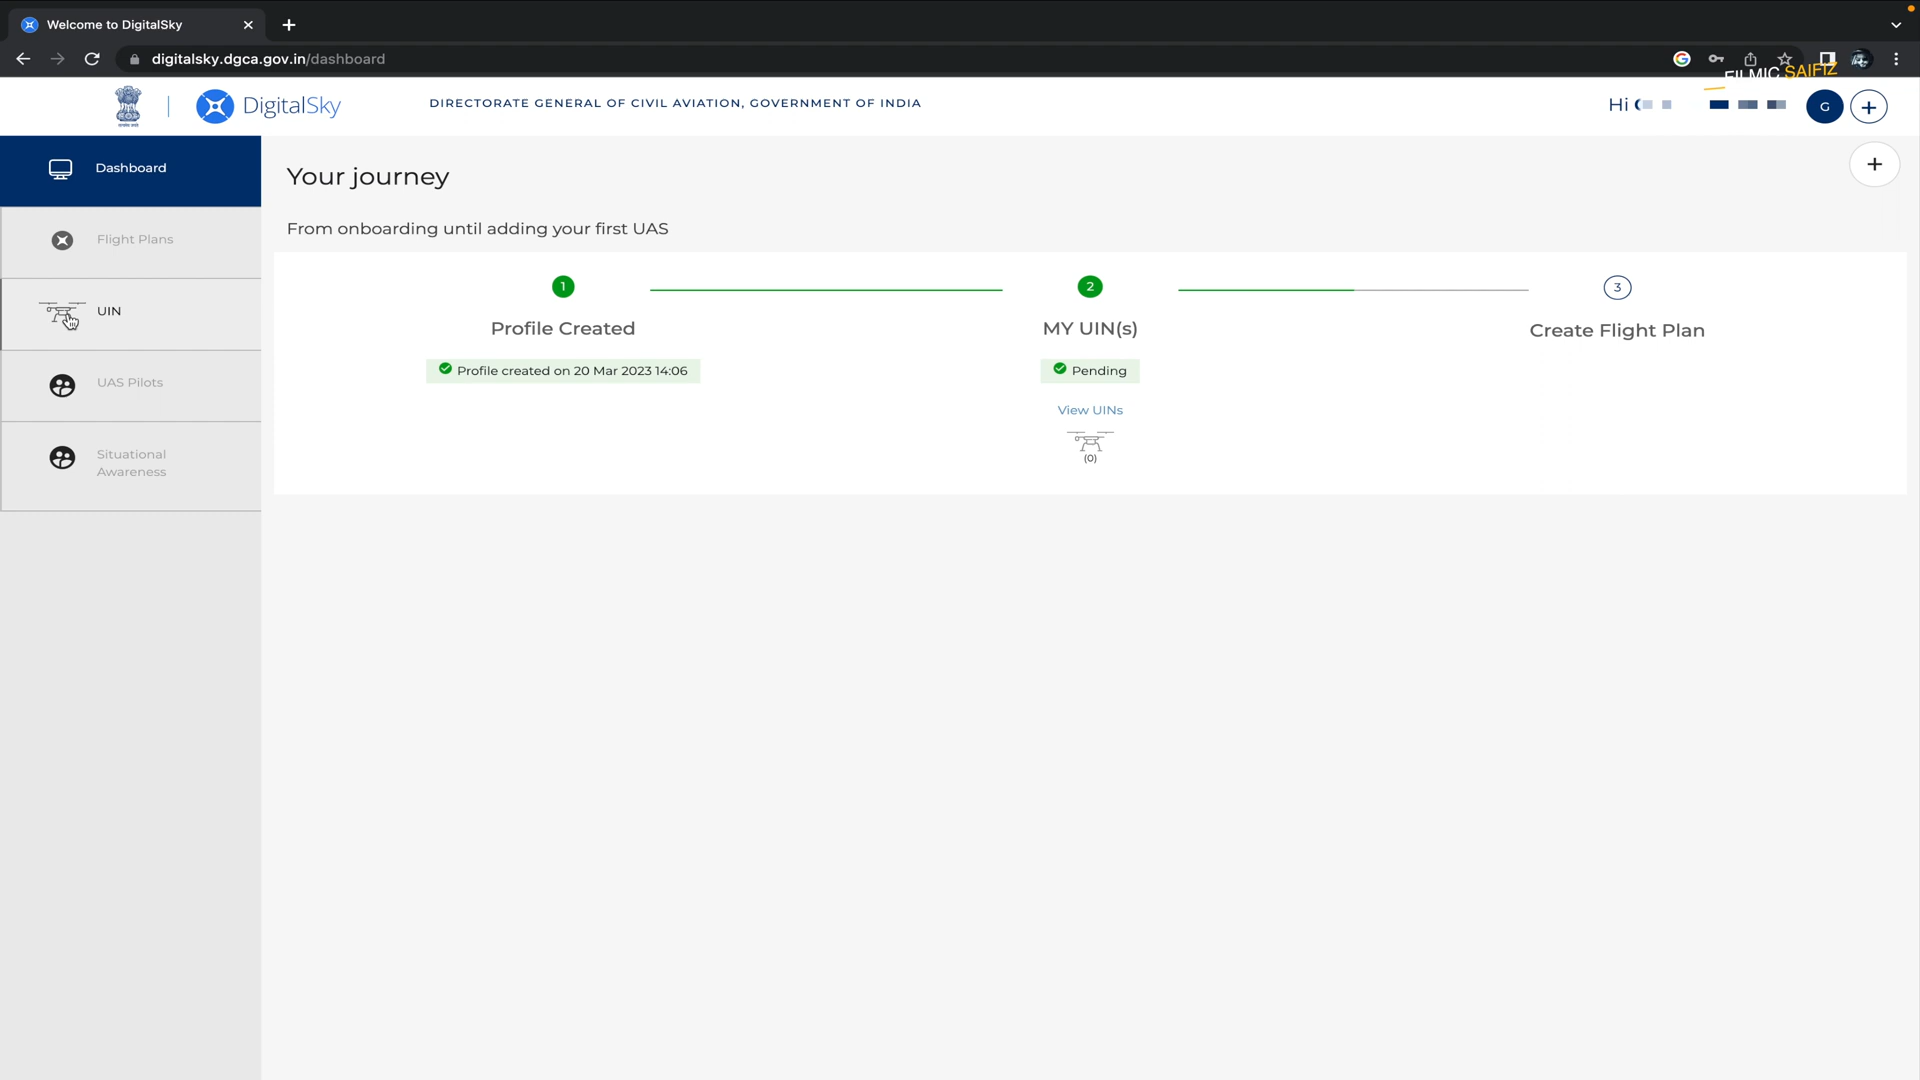 Welcome to DigitalSky
digitalsky.dgca.gov.in/dashboard
FILMIC SAIFIZ
DigitalSky
DIRECTORATE GENERAL OF CIVIL AVIATION, GOVERNMENT OF INDIA
Hi
G
Dashboard
Flight Plans
UIN
UAS Pilots
Situational
Awareness
Your journey
From onboarding until adding your first UAS
1
2
3
Profile Created
MY UIN(s)
Create Flight Plan
Profile created on 20 Mar 2023 14:06
Pending
View UINs
(0)